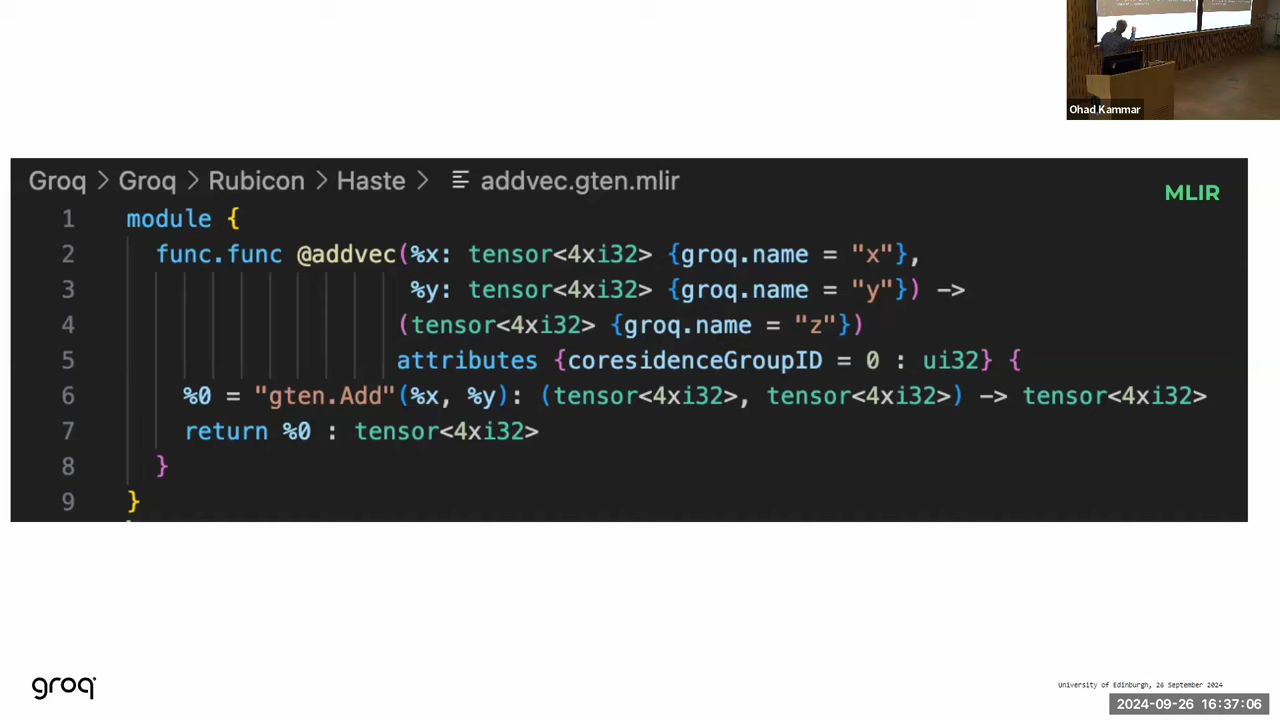 Ohad Kammar
Groq > Groq > Rubicon > Haste > addvec.gten.mlir
MLIR
1 module {
2 func.func @addvec(%x: tensor<4xi32> {groq.name = "x"},
3 %y: tensor<4xi32> {groq.name = "y"}) ->
4 (tensor<4xi32> {groq.name = "z"})
5 attributes {coresidenceGroupID = 0 : ui32} {
6 %0 = "gten.Add"(%x, %y): (tensor<4xi32>, tensor<4xi32>) -> tensor<4xi32>
7 return %0 : tensor<4xi32>
8 }
9 }
groq
University of Edinburgh, 26 September 2024
2024-09-26 16:37:06